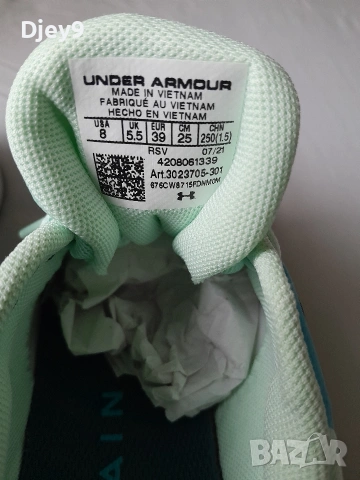 Djev9
UNDER ARMOUR
MADE IN VIETNAM
FABRIQUÉ AU VIETNAM
HECHO EN VIETNAM
USA UK EUR CM CHN
8 5.5 39 25 250(1.5)
RSV 07/21
4208061339
Art.3023705-301
AIN
BAZAR
bg